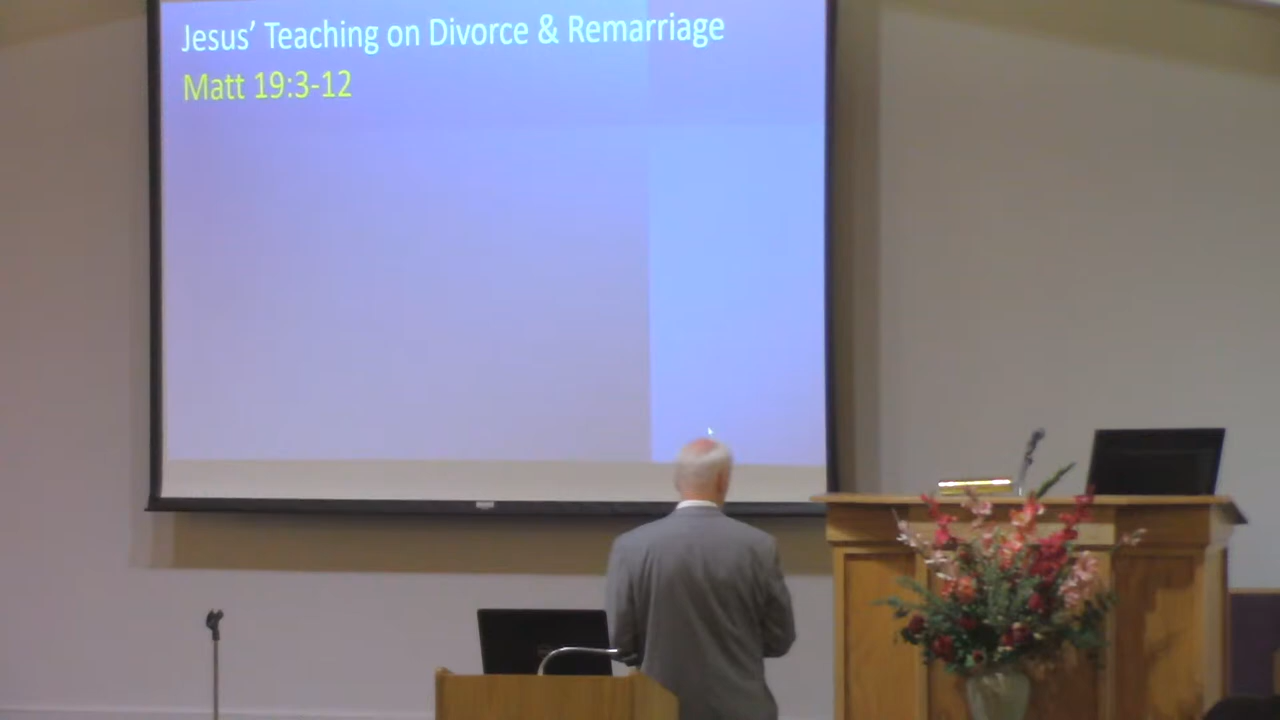 Jesus’ Teaching on Divorce & Remarriage
Matt 19:3-12